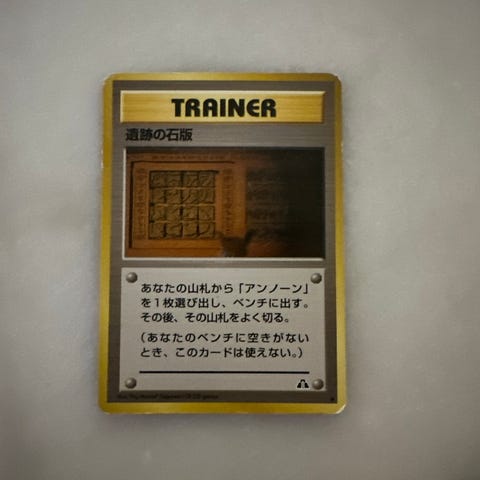 TRAINER
遺跡の石版
あなたの山札から「アンノーン」
を1枚選び出し、ベンチに出す。
その後、その山札をよく切る。
(あなたのベンチに空きがない
とき、このカードは使えない。)